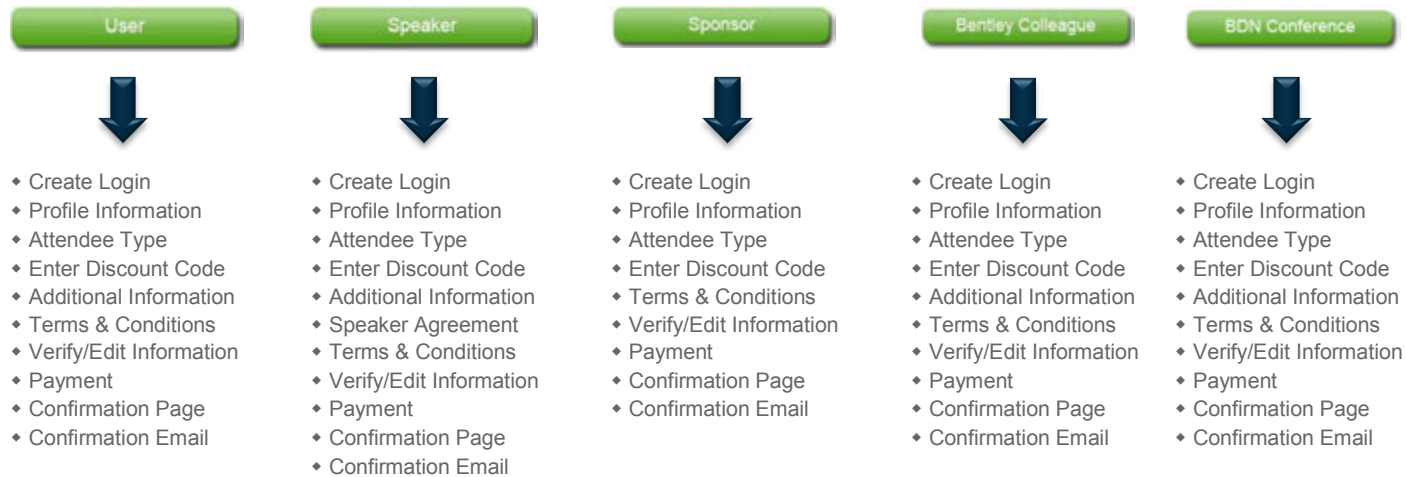 User
Create Login
Profile Information
Attendee Type
Enter Discount Code
Additional Information
Terms & Conditions
Verify/Edit Information
Payment
Confirmation Page
Confirmation Email
Speaker
Create Login
Profile Information
Attendee Type
Enter Discount Code
Additional Information
Speaker Agreement
Terms & Conditions
Verify/Edit Information
Payment
Confirmation Page
Confirmation Email
Sponsor
Create Login
Profile Information
Attendee Type
Enter Discount Code
Terms & Conditions
Verify/Edit Information
Payment
Confirmation Page
Confirmation Email
Bentley Colleague
Create Login
Profile Information
Attendee Type
Enter Discount Code
Additional Information
Terms & Conditions
Verify/Edit Information
Payment
Confirmation Page
Confirmation Email
BDN Conference
Create Login
Profile Information
Attendee Type
Enter Discount Code
Additional Information
Terms & Conditions
Verify/Edit Information
Payment
Confirmation Page
Confirmation Email